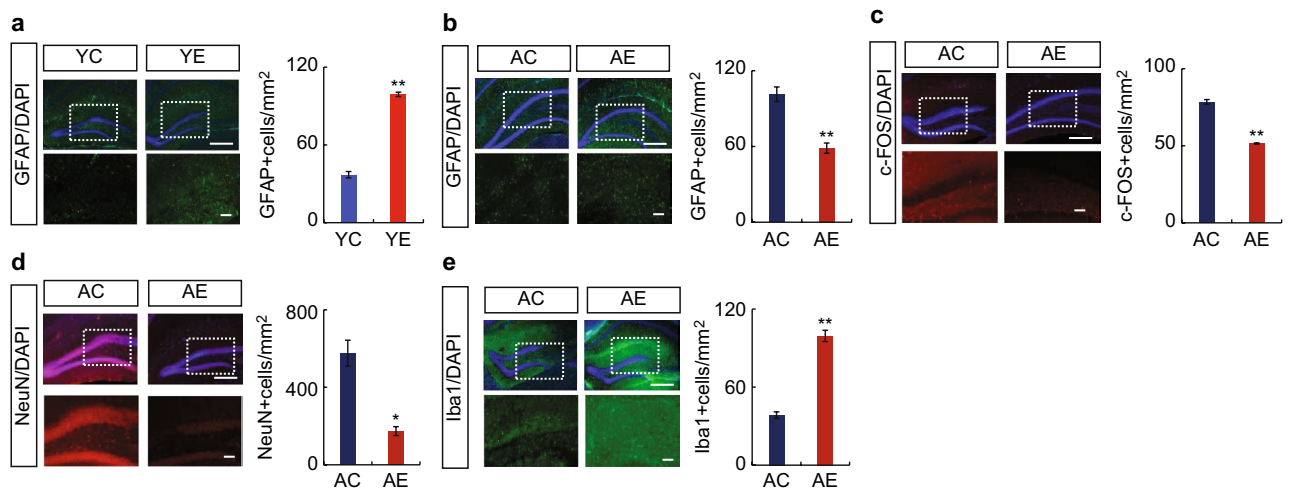 a
YC YE
GFAP/DAPI
GFAP+cells/mm2
120
60
0
**
YC YE
b
AC AE
GFAP/DAPI
GFAP+cells/mm2
120
60
0
**
AC AE
c
AC AE
c-FOS/DAPI
c-FOS+cells/mm2
100
50
0
**
AC AE
d
AC AE
NeuN/DAPI
NeuN+cells/mm2
800
400
0
*
AC AE
e
AC AE
Iba1/DAPI
Iba1+cells/mm2
120
60
0
**
AC AE